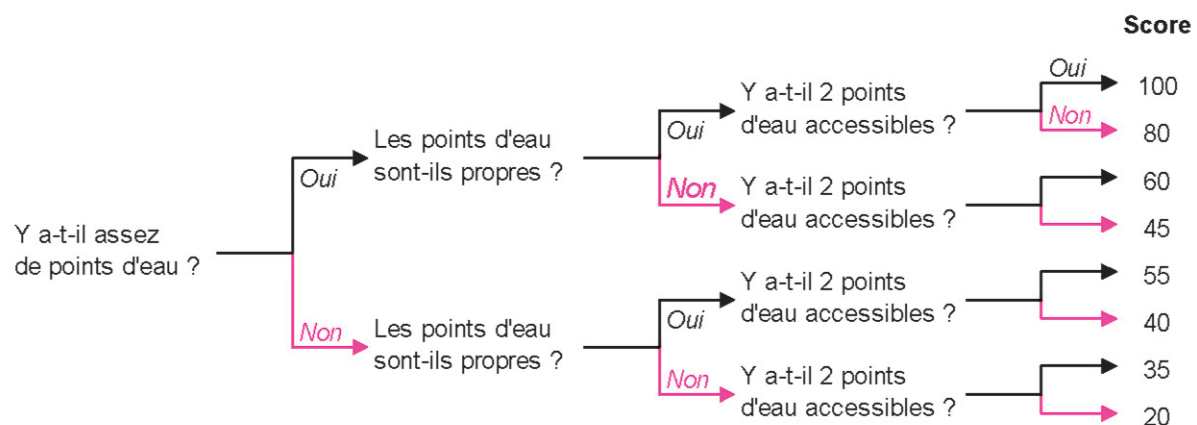 Score
Y a-t-il assez
de points d'eau ?
Oui
Non
Les points d'eau
sont-ils propres ?
Les points d'eau
sont-ils propres ?
Oui
Non
Oui
Non
Y a-t-il 2 points
d'eau accessibles ?
Y a-t-il 2 points
d'eau accessibles ?
Y a-t-il 2 points
d'eau accessibles ?
Y a-t-il 2 points
d'eau accessibles ?
Oui
Non
100
80
60
45
55
40
35
20